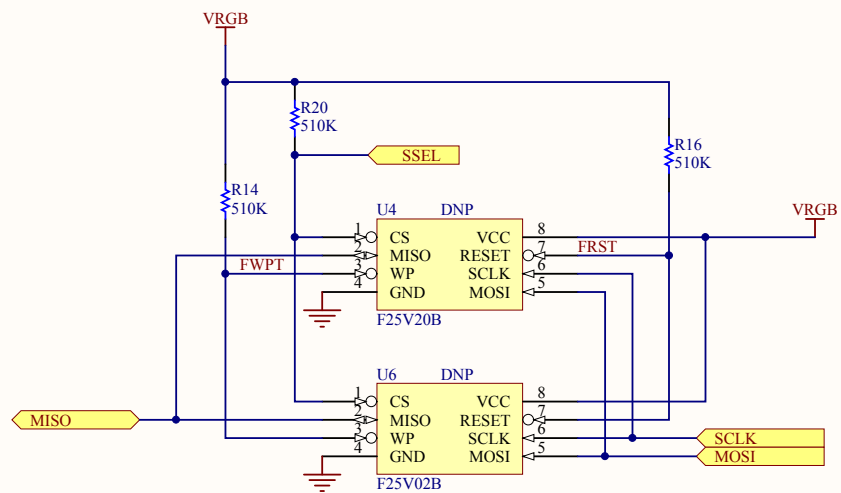 VRGB
R20
510K
SSEL
R16
510K
R14
510K
VRGB
U4 DNP
1 CS VCC 8
2 MISO RESET 7 FRST
FWPT 3 WP SCLK 6
4 GND MOSI 5
F25V20B
U6 DNP
1 CS VCC 8
MISO 2 MISO RESET 7
3 WP SCLK 6 SCLK
4 GND MOSI 5 MOSI
F25V02B